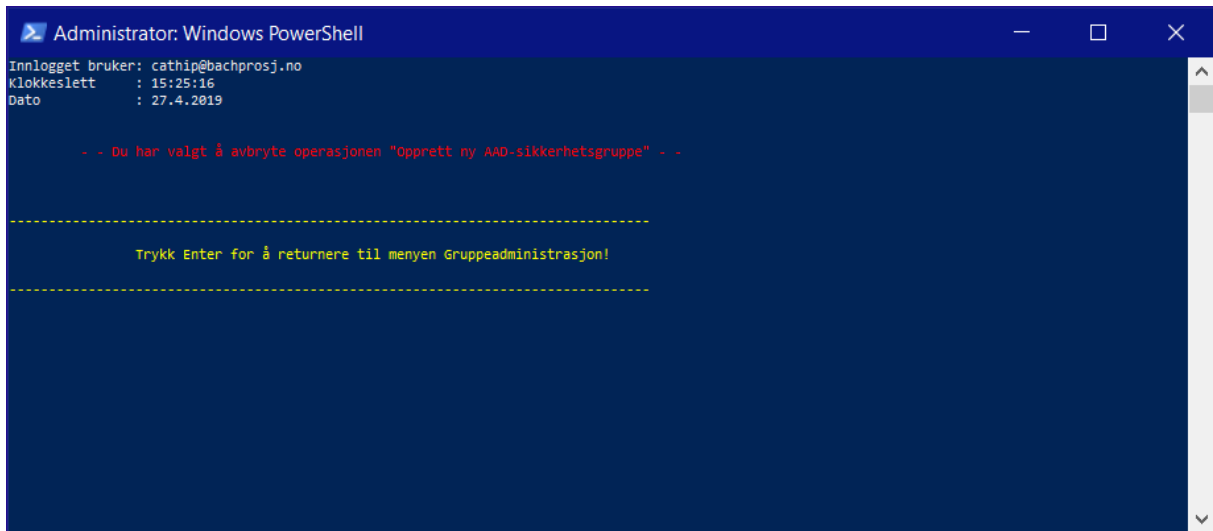 Administrator: Windows PowerShell
Innlogget bruker: cathip@bachprosj.no
Klokkeslett : 15:25:16
Dato : 27.4.2019
- - Du har valgt å avbryte operasjonen "Opprett ny AAD-sikkerhetsgruppe" - -
--------------------------------------------------------------------------------
Trykk Enter for å returnere til menyen Gruppeadministrasjon!
--------------------------------------------------------------------------------